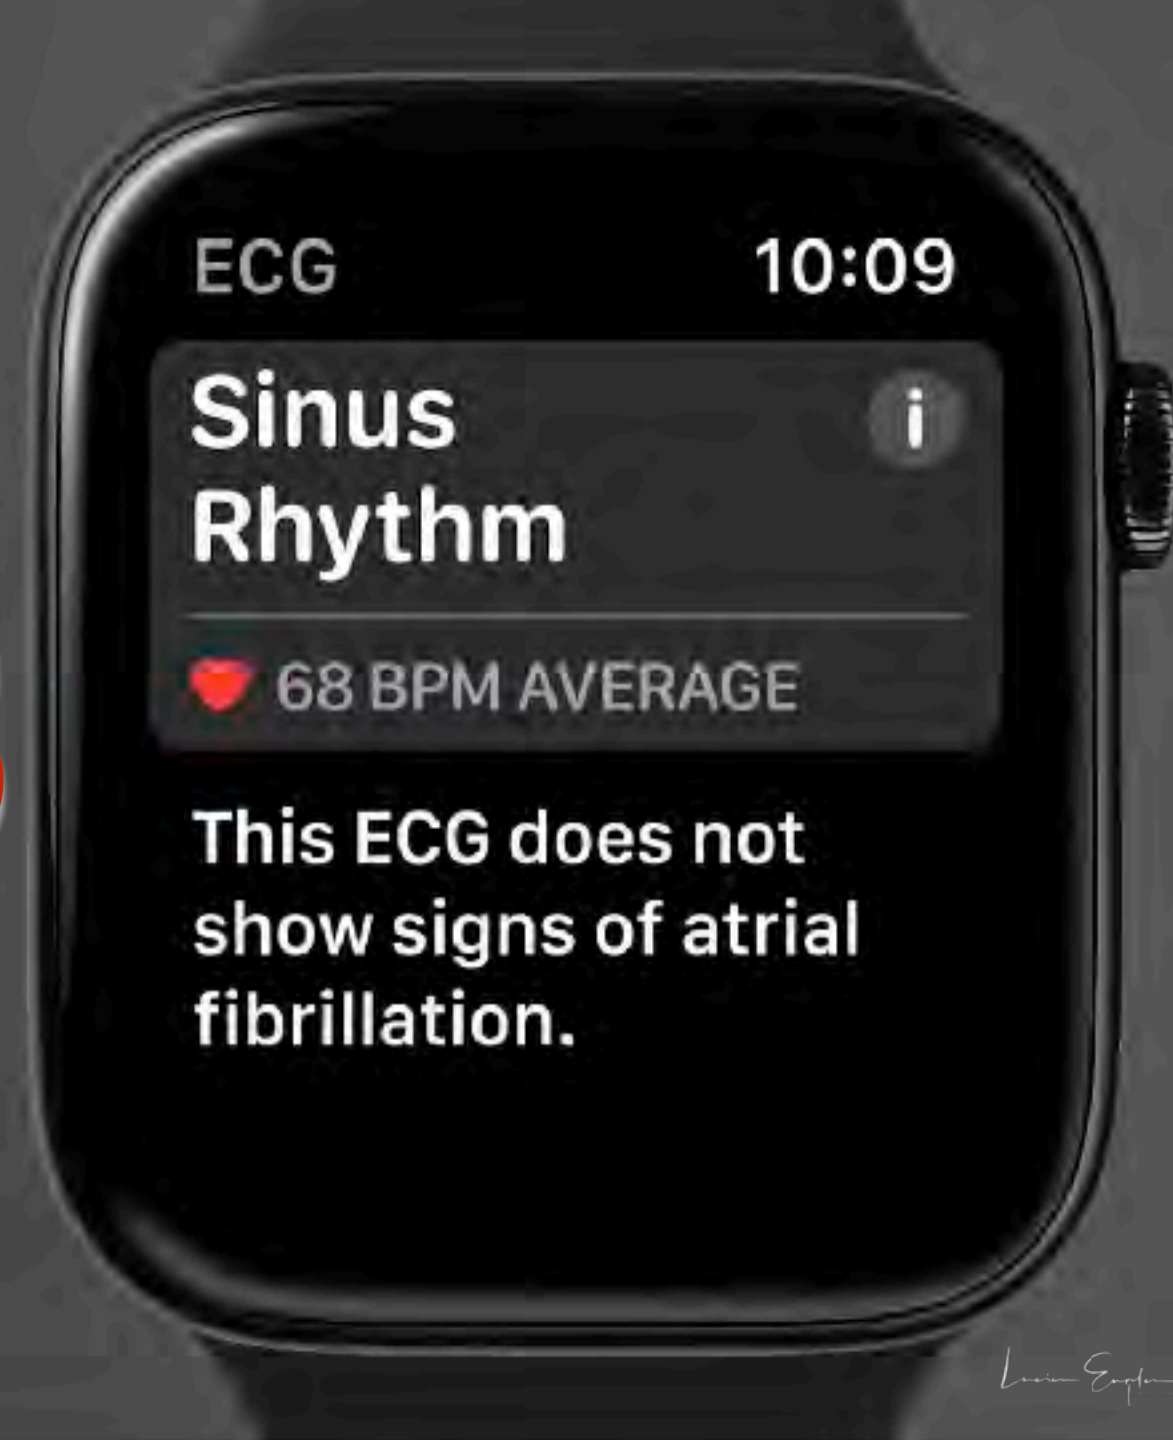 ECG 10:09
Sinus
Rhythm
68 BPM AVERAGE
This ECG does not
show signs of atrial
fibrillation.